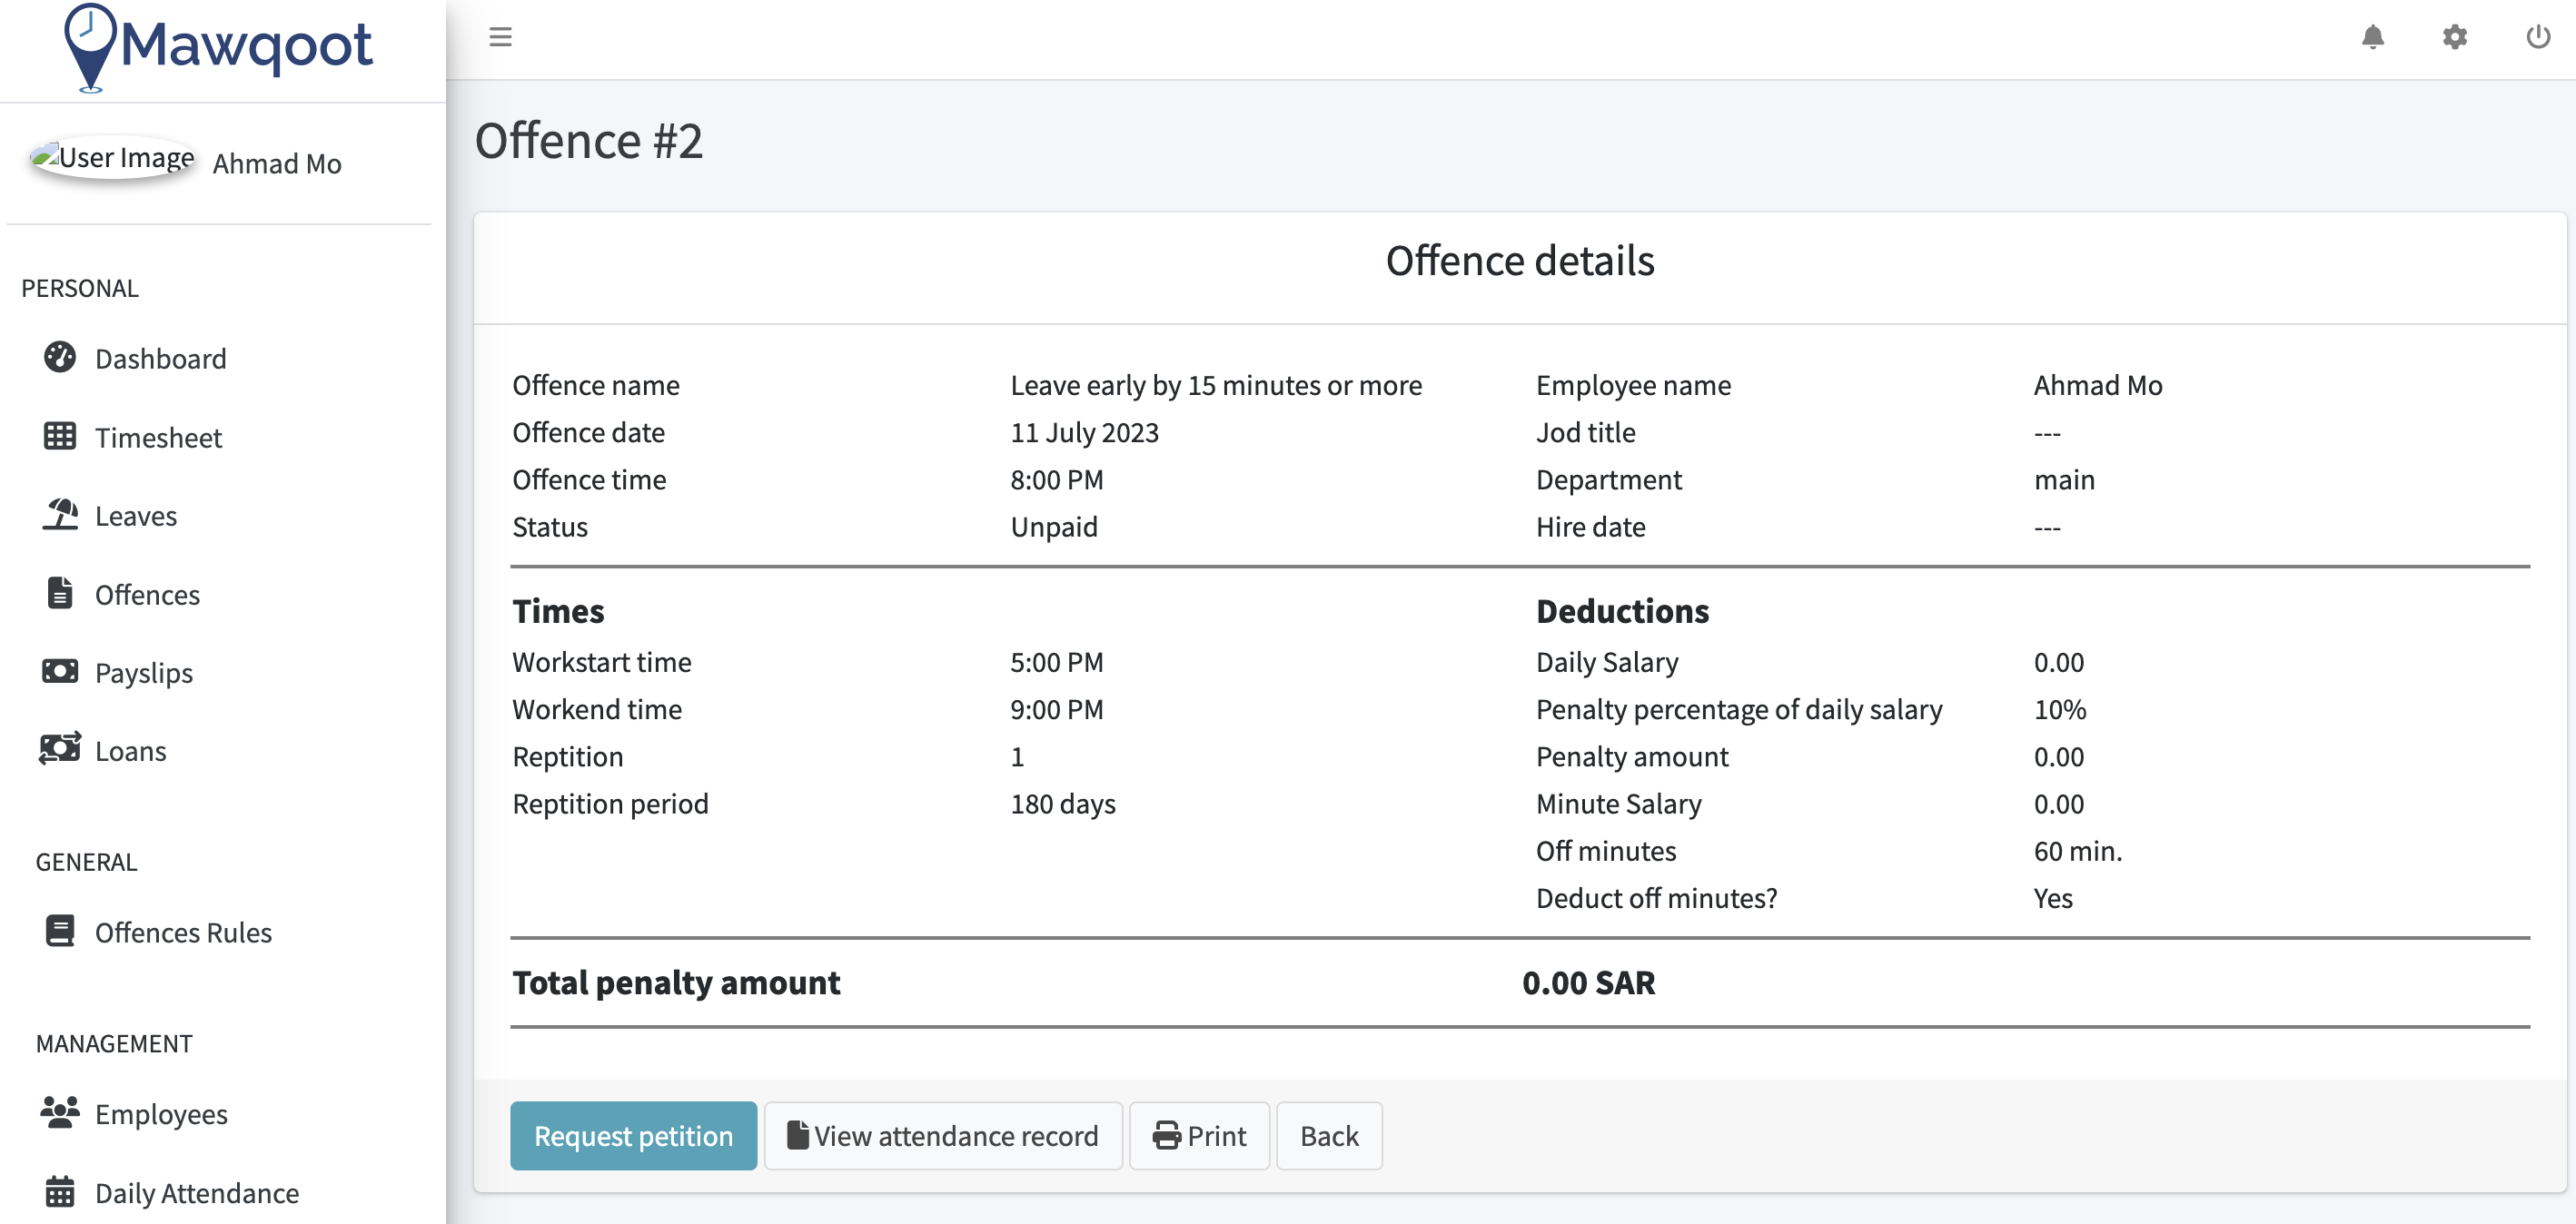 Mawqoot
User Image Ahmad Mo
PERSONAL
Dashboard
Timesheet
Leaves
Offences
Payslips
Loans
GENERAL
Offences Rules
MANAGEMENT
Employees
Daily Attendance
Offence #2
Offence details
Offence name Leave early by 15 minutes or more Employee name Ahmad Mo
Offence date 11 July 2023 Jod title ---
Offence time 8:00 PM Department main
Status Unpaid Hire date ---
Times Deductions
Workstart time 5:00 PM Daily Salary 0.00
Workend time 9:00 PM Penalty percentage of daily salary 10%
Reptition 1 Penalty amount 0.00
Reptition period 180 days Minute Salary 0.00
Off minutes 60 min.
Deduct off minutes? Yes
Total penalty amount 0.00 SAR
Request petition View attendance record Print Back